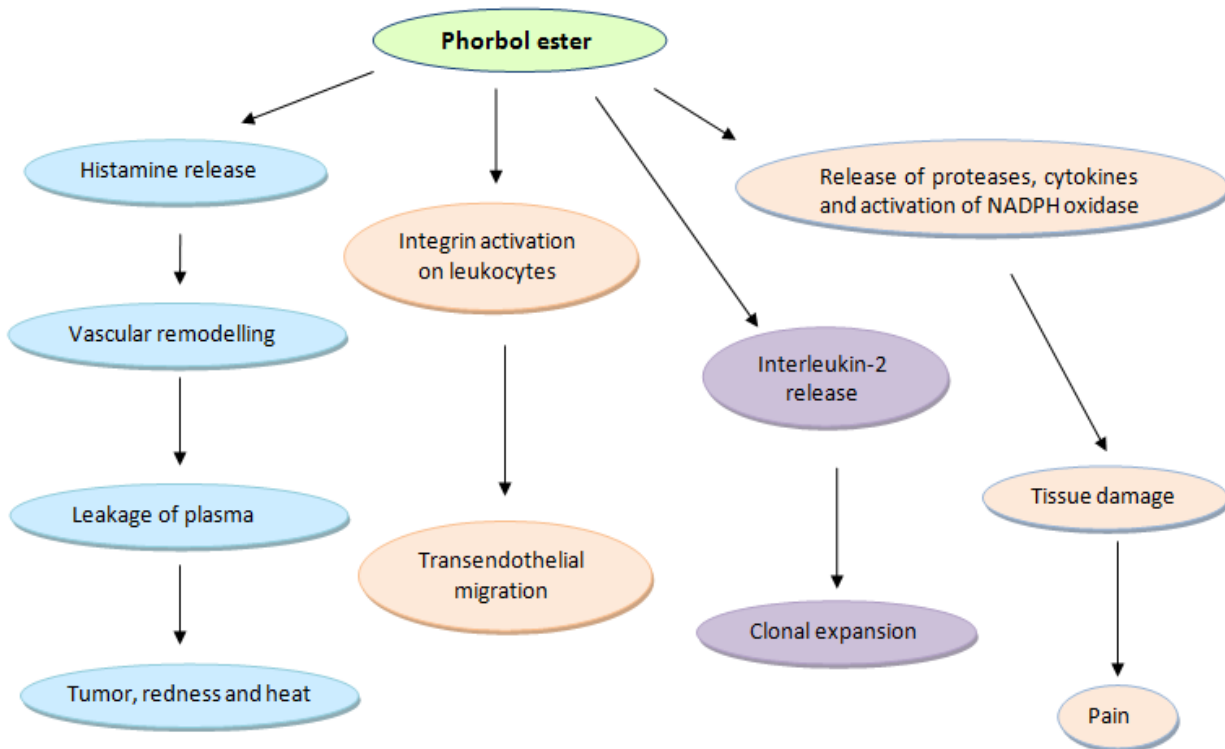 Phorbol ester
Histamine release
Release of proteases, cytokines
and activation of NADPH oxidase
Integrin activation
on leukocytes
Vascular remodelling
Interleukin-2
release
Tissue damage
Leakage of plasma
Transendothelial
migration
Clonal expansion
Tumor, redness and heat
Pain